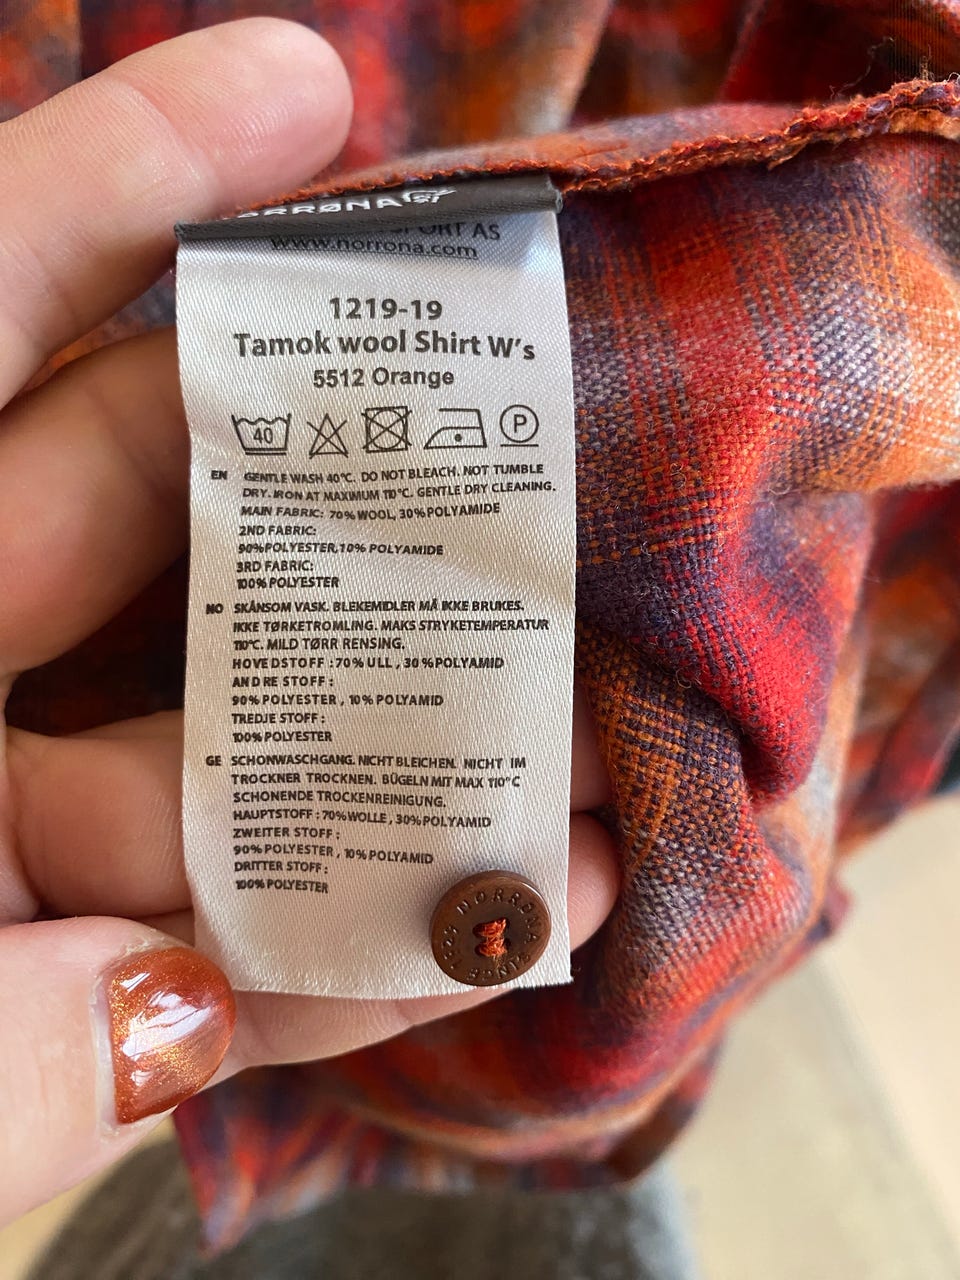 NORRØNA
SPORT AS
www.norrona.com
1219-19
Tamok wool Shirt W's
5512 Orange
40
P
EN GENTLE WASH 40°C. DO NOT BLEACH. NOT TUMBLE
DRY. IRON AT MAXIMUM 110°C. GENTLE DRY CLEANING.
MAIN FABRIC: 70% WOOL, 30% POLYAMIDE
2ND FABRIC:
90%POLYESTER,10% POLYAMIDE
3RD FABRIC:
100% POLYESTER
NO SKÅNSOM VASK. BLEKEMIDLER MÅ IKKE BRUKES.
IKKE TØRKETROMLING. MAKS STRYKETEMPERATUR
110°C. MILD TØRR RENSING.
HOVEDSTOFF :70% ULL , 30 %POLYAMID
ANDRE STOFF :
90% POLYESTER , 10% POLYAMID
TREDJE STOFF :
100% POLYESTER
GE SCHONWASCHGANG. NICHT BLEICHEN. NICHT IM
TROCKNER TROCKNEN. BÜGELN MIT MAX 110°C
SCHONENDE TROCKENREINIGUNG.
HAUPTSTOFF : 70%WOLLE , 30%POLYAMID
ZWEITER STOFF :
90% POLYESTER , 10% POLYAMID
DRITTER STOFF :
100% POLYESTER
NORRØNA
SINCE 1929